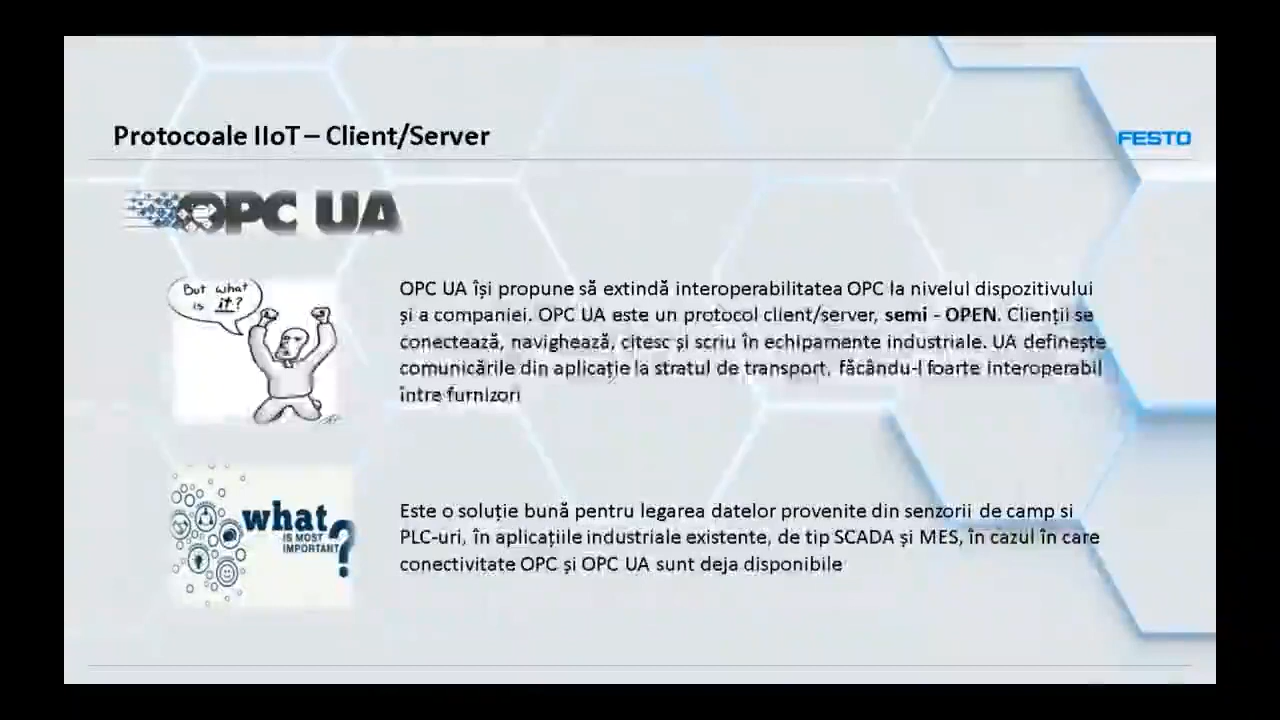 Protocoale IIoT – Client/Server
FESTO
OPC UA
But what
is it?
OPC UA își propune să extindă interoperabilitatea OPC la nivelul dispozitivului
și a companiei. OPC UA este un protocol client/server, semi - OPEN. Clienții se
conectează, navighează, citesc și scriu în echipamente industriale. UA definește
comunicările din aplicație la stratul de transport, făcându-l foarte interoperabil
între furnizori
what
IS MOST
IMPORTANT
?
Este o soluție bună pentru legarea datelor provenite din senzorii de camp si
PLC-uri, în aplicațiile industriale existente, de tip SCADA și MES, în cazul în care
conectivitate OPC și OPC UA sunt deja disponibile